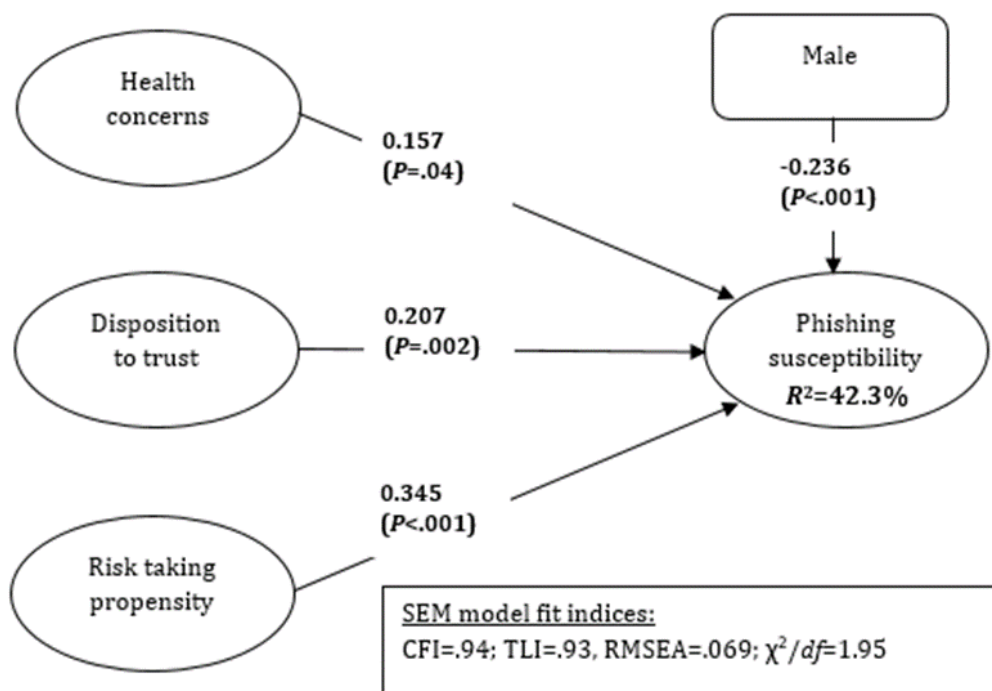 Health
concerns
0.157
(P=.04)
Male
-0.236
(P<.001)
Disposition
to trust
0.207
(P=.002)
Phishing
susceptibility
R²=42.3%
Risk taking
propensity
0.345
(P<.001)
SEM model fit indices:
CFI=.94; TLI=.93, RMSEA=.069; χ²/df=1.95